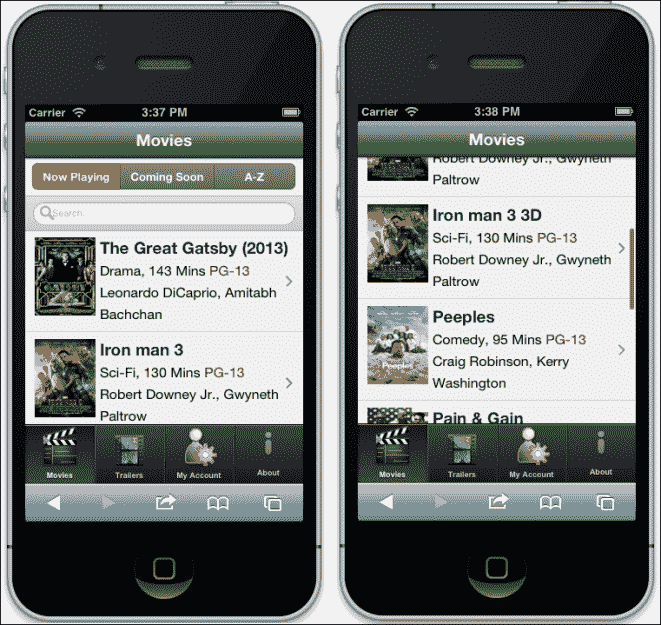 Carrier 3:37 PM
Movies
Now Playing Coming Soon A-Z
Search
The Great Gatsby (2013)
Drama, 143 Mins PG-13
Leonardo DiCaprio, Amitabh
Bachchan
Iron man 3
Sci-Fi, 130 Mins PG-13
Robert Downey Jr., Gwyneth
Paltrow
Movies Trailers My Account About
Carrier 3:38 PM
Movies
Robert Downey Jr., Gwyneth
Paltrow
Iron man 3 3D
Sci-Fi, 130 Mins PG-13
Robert Downey Jr., Gwyneth
Paltrow
Peeples
Peeples
Comedy, 95 Mins PG-13
Craig Robinson, Kerry
Washington
Pain & Gain
Movies Trailers My Account About